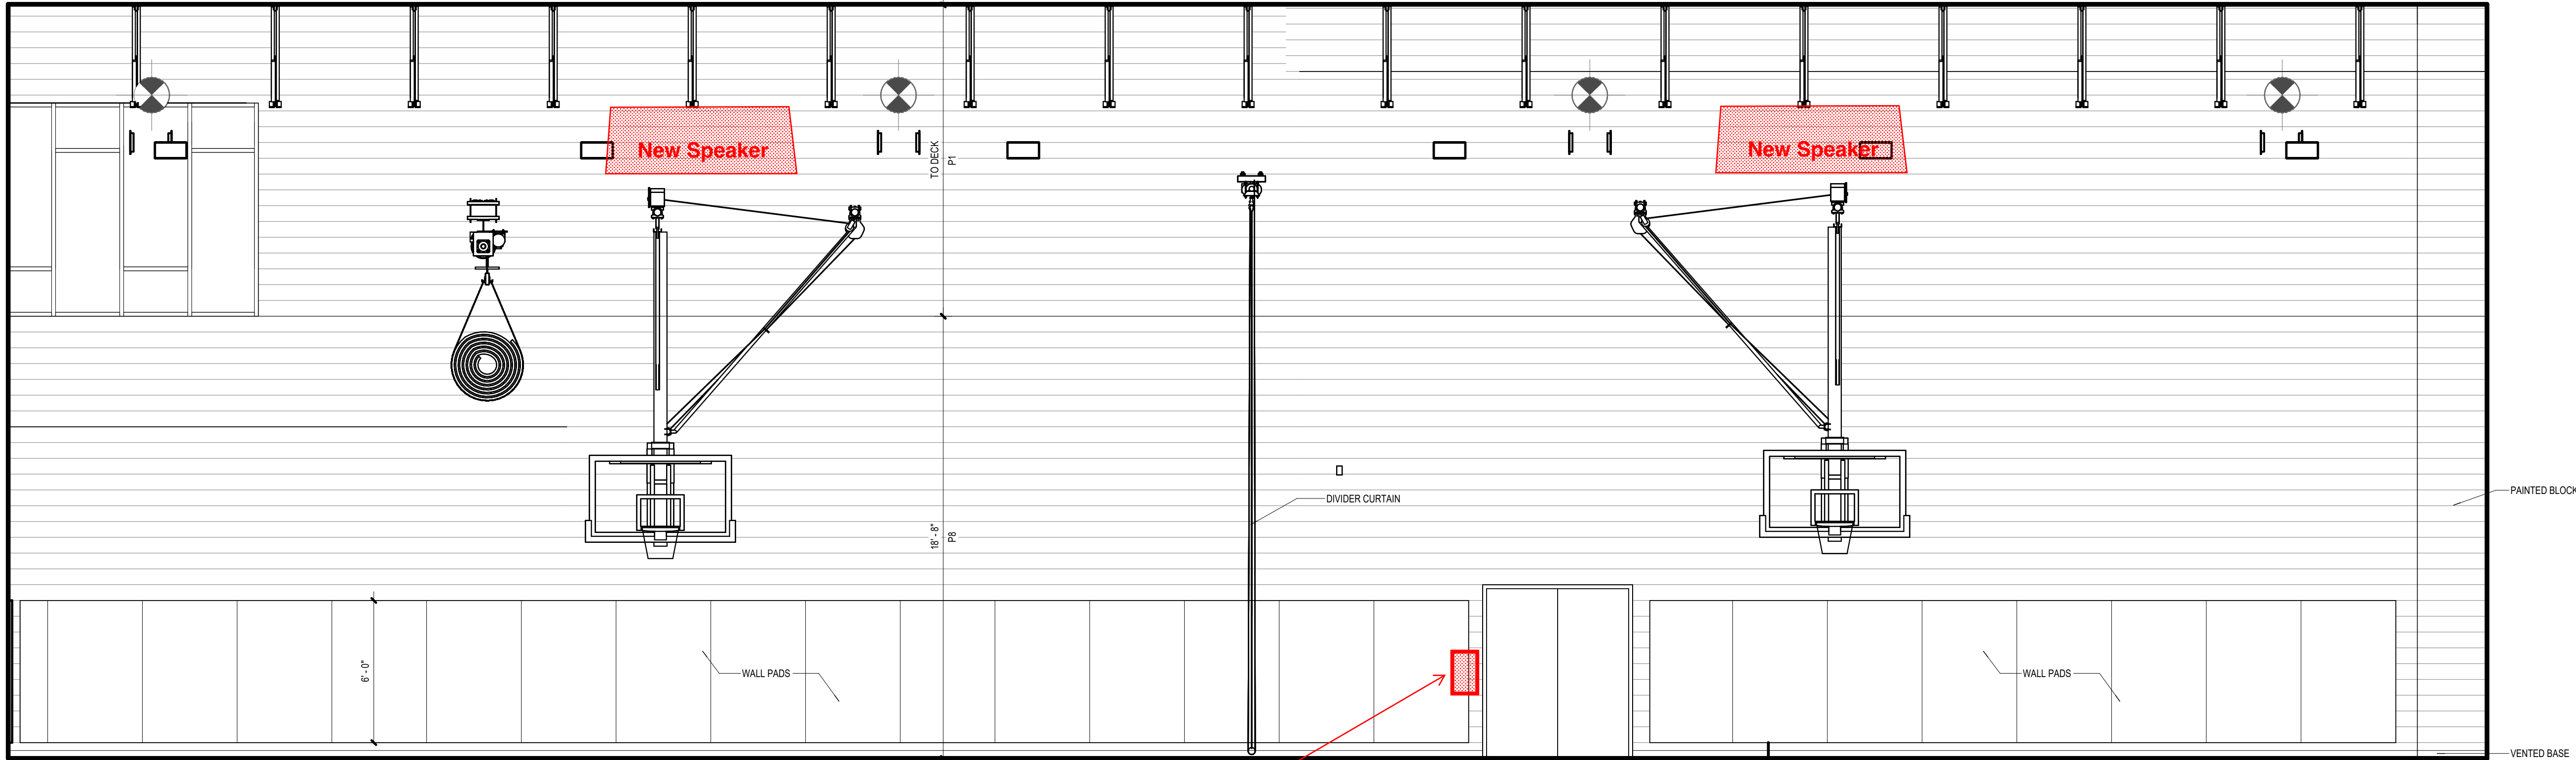 New Speaker
New Speaker
TO DECK
P1
DIVIDER CURTAIN
PAINTED BLOCK
18' - 8"
P8
6' - 0"
WALL PADS
WALL PADS
VENTED BASE